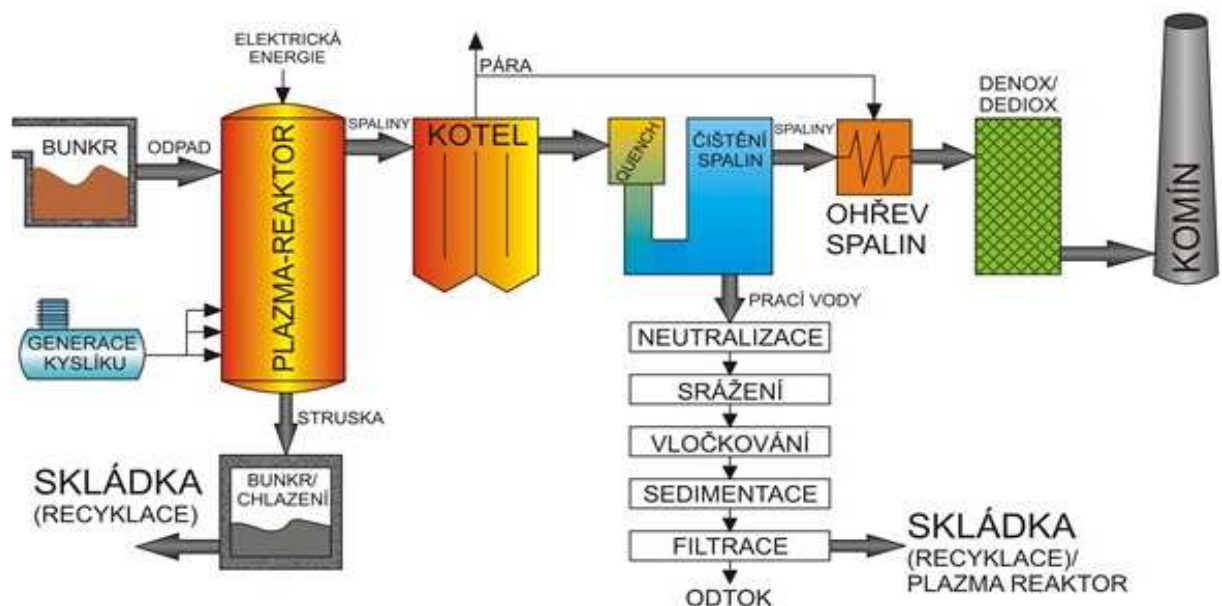 ELEKTRICKÁ
ENERGIE
BUNKR
ODPAD
PLAZMA-REAKTOR
GENERACE
KYSLÍKU
STRUSKA
BUNKR/
CHLAZENÍ
SKLÁDKA
(RECYKLACE)
SPALINY
KOTEL
PÁRA
QUENCH
ČIŠTĚNÍ
SPALIN
SPALINY
OHŘEV
SPALIN
DENOX/
DEDIOX
KOMÍN
PRACÍ VODY
NEUTRALIZACE
SRÁŽENÍ
VLOČKOVÁNÍ
SEDIMENTACE
FILTRACE
ODTOK
SKLÁDKA
(RECYKLACE)/
PLAZMA REAKTOR